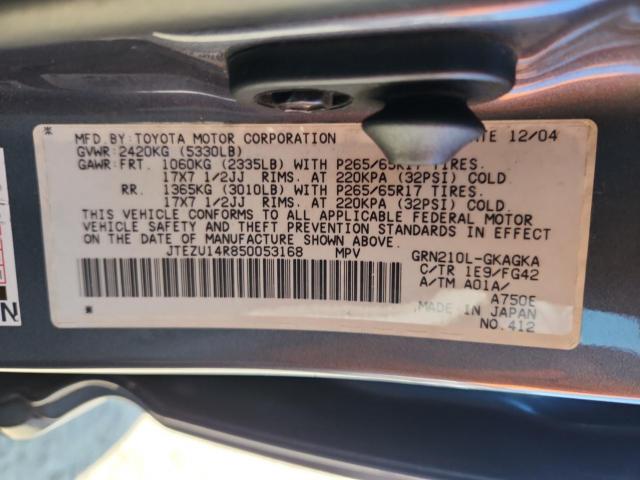 MFD.BY:TOYOTA MOTOR CORPORATION ATE 12/04
GVWR:2420KG (5330LB)
GAWR:FRT. 1060KG (2335LB) WITH P265/65R17 TIRES.
17X7 1/2JJ RIMS. AT 220KPA (32PSI) COLD
RR. 1365KG (3010LB) WITH P265/65R17 TIRES.
17X7 1/2JJ RIMS. AT 220KPA (32PSI) COLD.
THIS VEHICLE CONFORMS TO ALL APPLICABLE FEDERAL MOTOR
VEHICLE SAFETY AND THEFT PREVENTION STANDARDS IN EFFECT
ON THE DATE OF MANUFACTURE SHOWN ABOVE.
JTEZU14R850053168 MPV GRN210L-GKAGKA
C/TR 1E9/FG42
A/TM A01A/
A750E
MADE IN JAPAN
NO.412
N